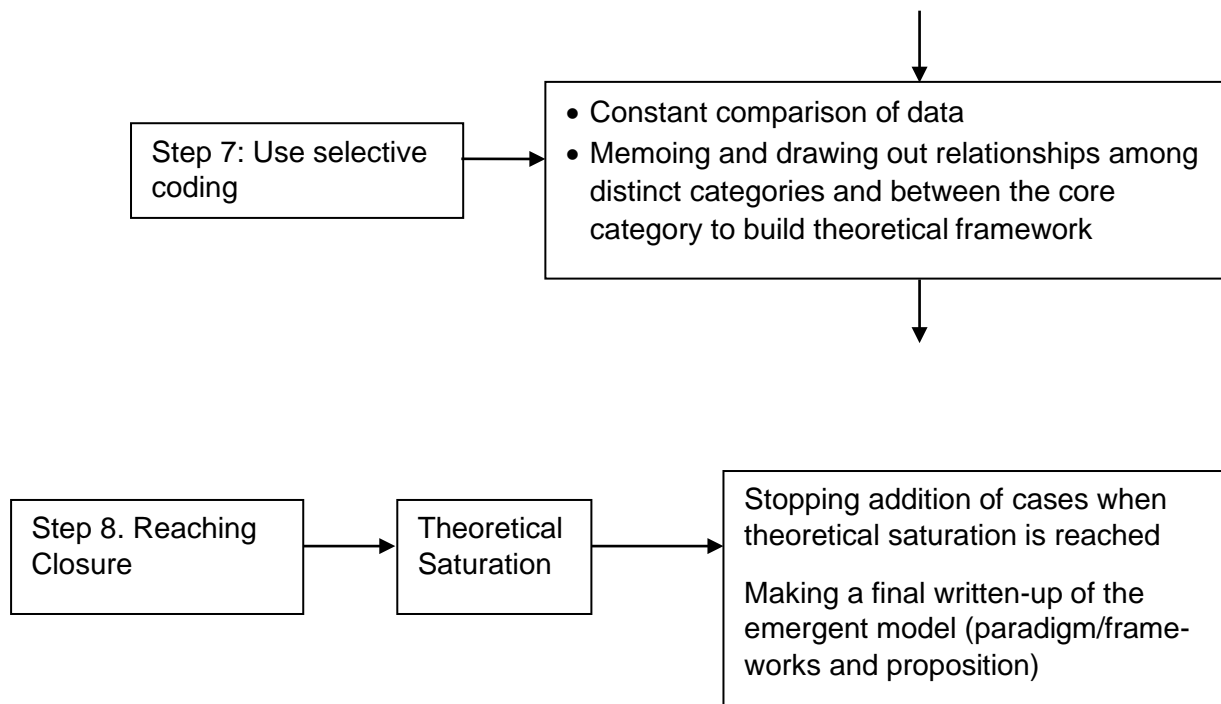 Step 7: Use selective
coding
• Constant comparison of data
• Memoing and drawing out relationships among
distinct categories and between the core
category to build theoretical framework
Step 8. Reaching
Closure
Theoretical
Saturation
Stopping addition of cases when
theoretical saturation is reached
Making a final written-up of the
emergent model (paradigm/frame-
works and proposition)